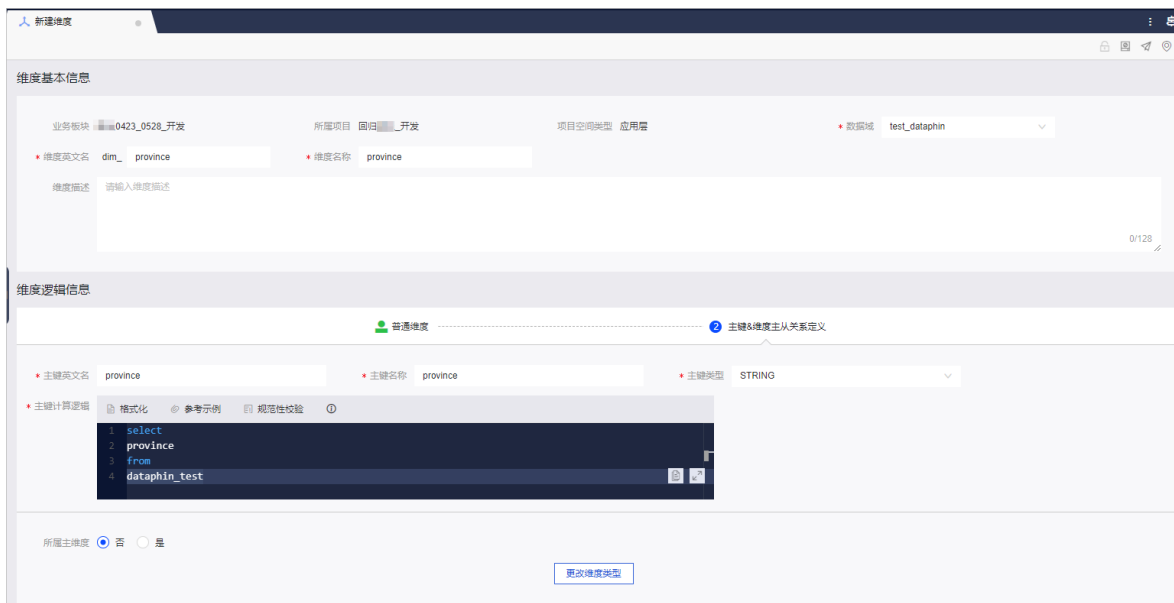 新建维度
维度基本信息
业务板块 0423_0528_开发 所属项目 回归 _开发 项目空间类型 应用层 * 数据域 test_dataphin
* 维度英文名 dim_ province * 维度名称 province
维度描述 请输入维度描述
0/128
维度逻辑信息
普通维度 2 主键&维度主从关系定义
* 主键英文名 province * 主键名称 province * 主键类型 STRING
* 主键计算逻辑 格式化 参考示例 规范性校验
1 select
2 province
3 from
4 dataphin_test
所属主维度 否 是
更改维度类型